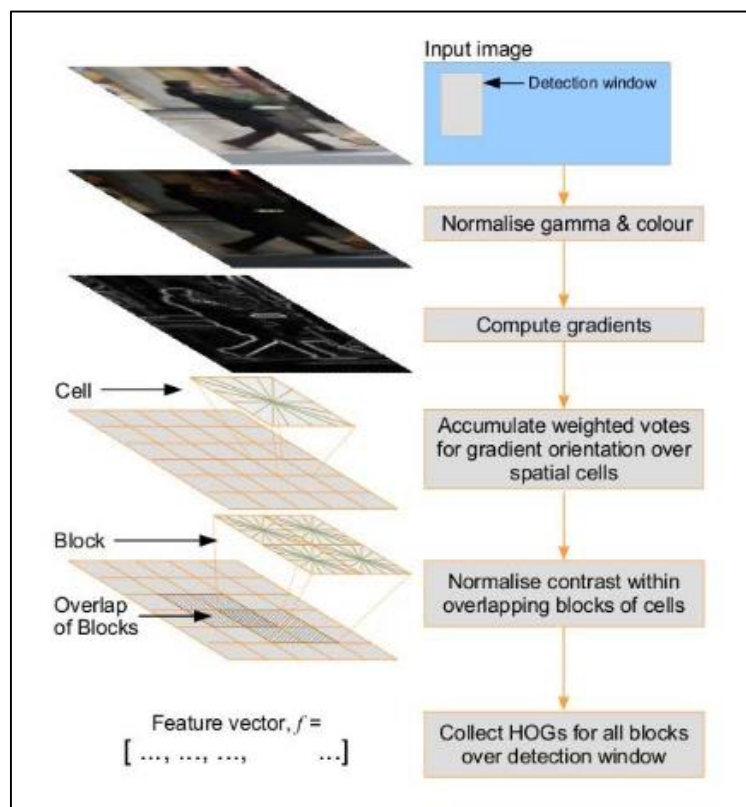 Input image
Detection window
Normalise gamma & colour
Compute gradients
Cell
Accumulate weighted votes
for gradient orientation over
spatial cells
Block
Normalise contrast within
overlapping blocks of cells
Overlap
of Blocks
Feature vector, f =
[ ..., ..., ..., ...]
Collect HOGs for all blocks
over detection window